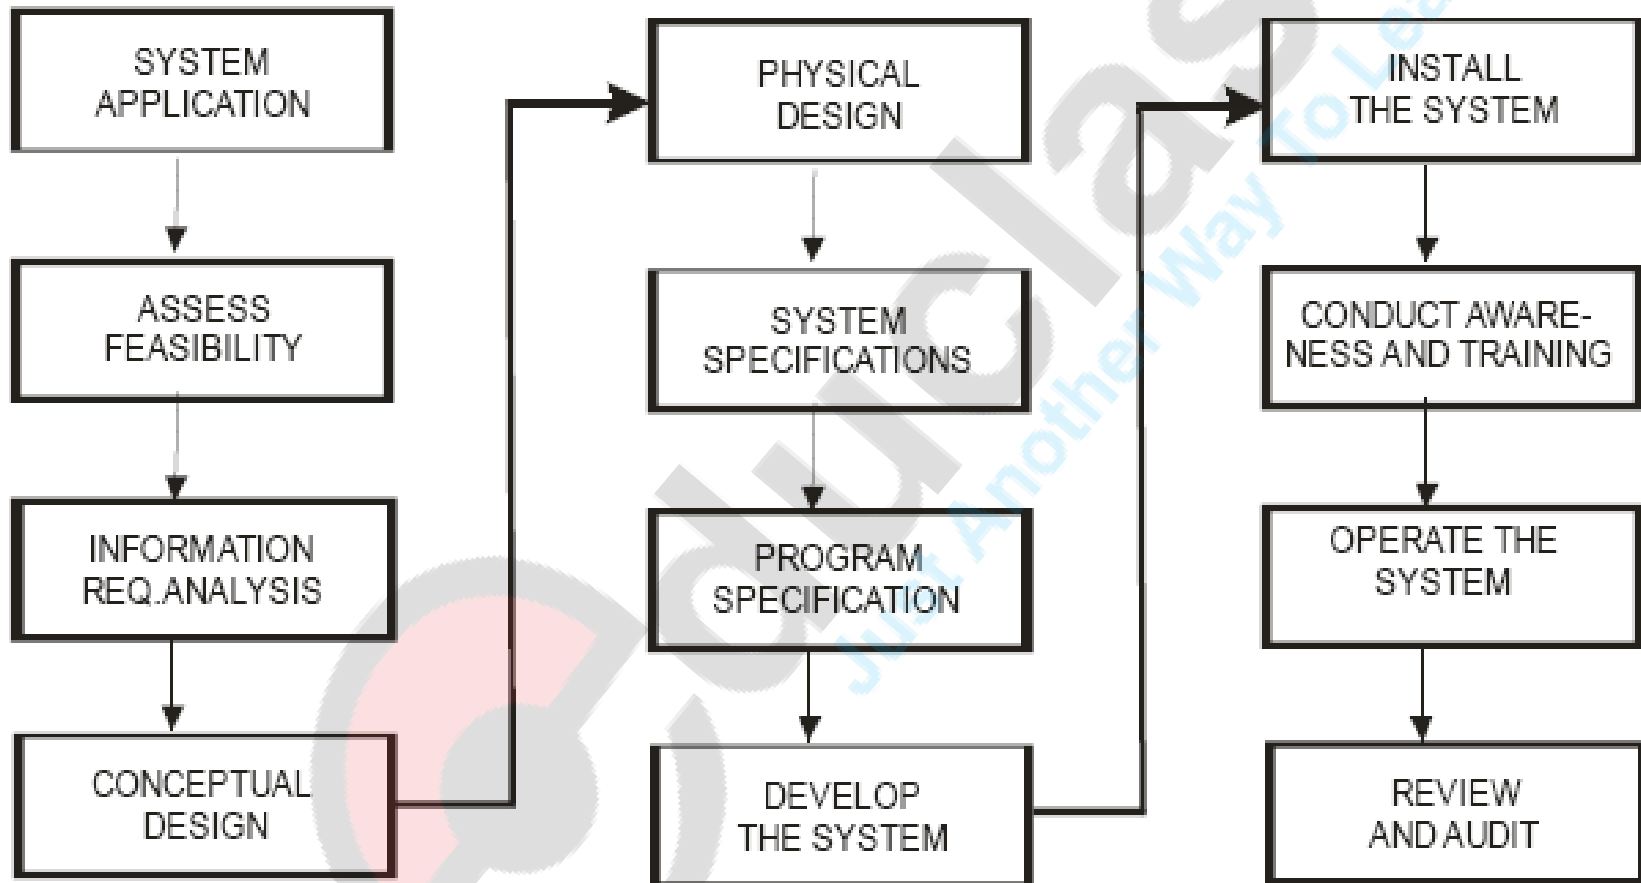 SYSTEM
APPLICATION
ASSESS
FEASIBILITY
INFORMATION
REQ.ANALYSIS
CONCEPTUAL
DESIGN
PHYSICAL
DESIGN
SYSTEM
SPECIFICATIONS
PROGRAM
SPECIFICATION
DEVELOP
THE SYSTEM
INSTALL
THE SYSTEM
CONDUCT AWARE-
NESS AND TRAINING
OPERATE THE
SYSTEM
REVIEW
AND AUDIT
duclas
Just Another Way To Lea